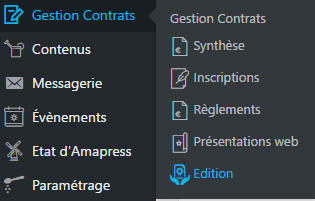 Gestion Contrats
Contenus
Messagerie
Évènements
Etat d'Amapress
Paramétrage
Gestion Contrats
Synthèse
Inscriptions
Règlements
Présentations web
Edition